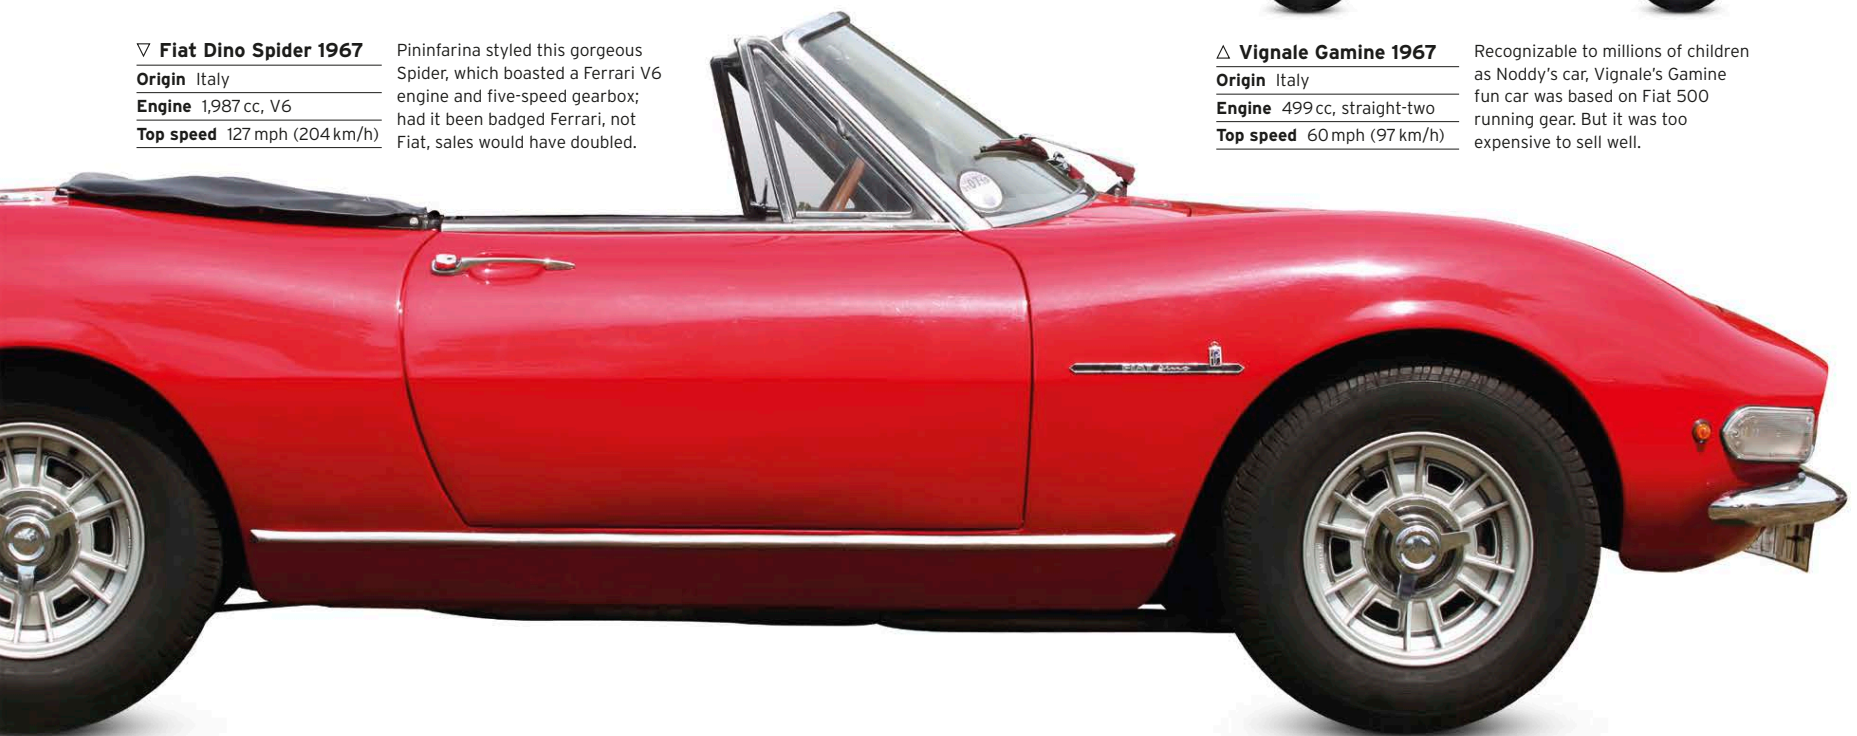 ▽ Fiat Dino Spider 1967
Origin Italy
Engine 1,987 cc, V6
Top speed 127 mph (204 km/h)
Pininfarina styled this gorgeous
Spider, which boasted a Ferrari V6
engine and five-speed gearbox;
had it been badged Ferrari, not
Fiat, sales would have doubled.
△ Vignale Gamine 1967
Origin Italy
Engine 499 cc, straight-two
Top speed 60 mph (97 km/h)
Recognizable to millions of children
as Noddy's car, Vignale's Gamine
fun car was based on Fiat 500
running gear. But it was too
expensive to sell well.
FIAT Dino